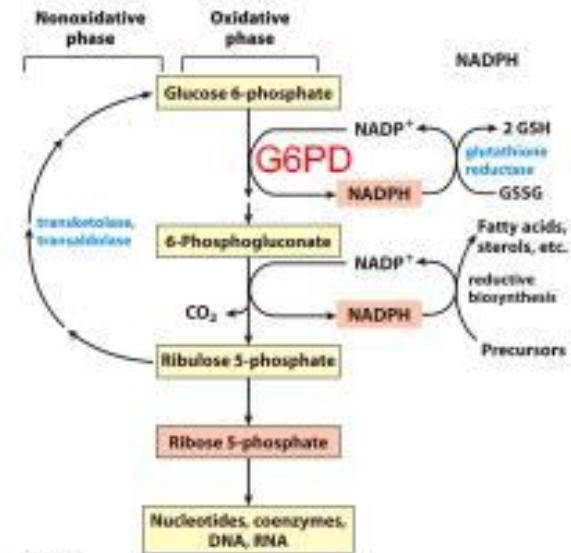 Nonoxidative
phase
Oxidative
phase
NADPH
Glucose 6-phosphate
NADP+
2 GSH
G6PD
glutathione
reductase
NADPH
GSSG
transketolase,
transaldolase
6-Phosphogluconate
Fatty acids,
sterols, etc.
NADP+
reductive
biosynthesis
CO₂
NADPH
Precursors
Ribulose 5-phosphate
Ribose 5-phosphate
Nucleotides, coenzymes,
DNA, RNA